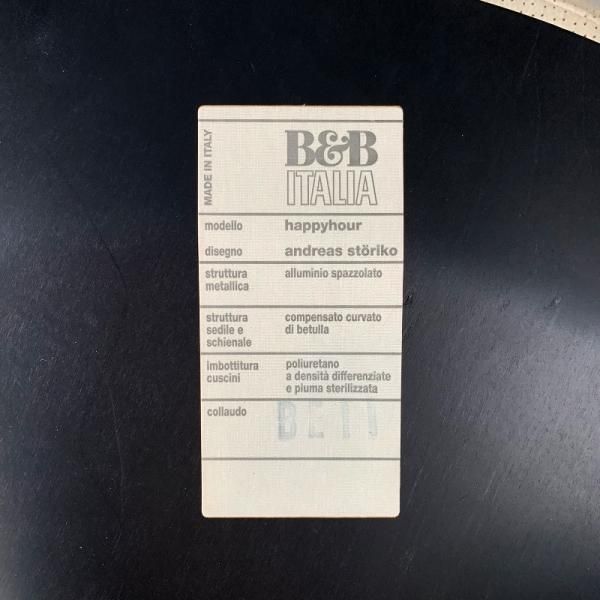 MADE IN ITALY
B&B
ITALIA
modello happyhour
disegno andreas störiko
struttura alluminio spazzolato
metallica
struttura compensato curvato
sedile e di betulla
schienale
imbottitura poliuretano
cuscini a densità differenziate
e piuma sterilizzata
collaudo